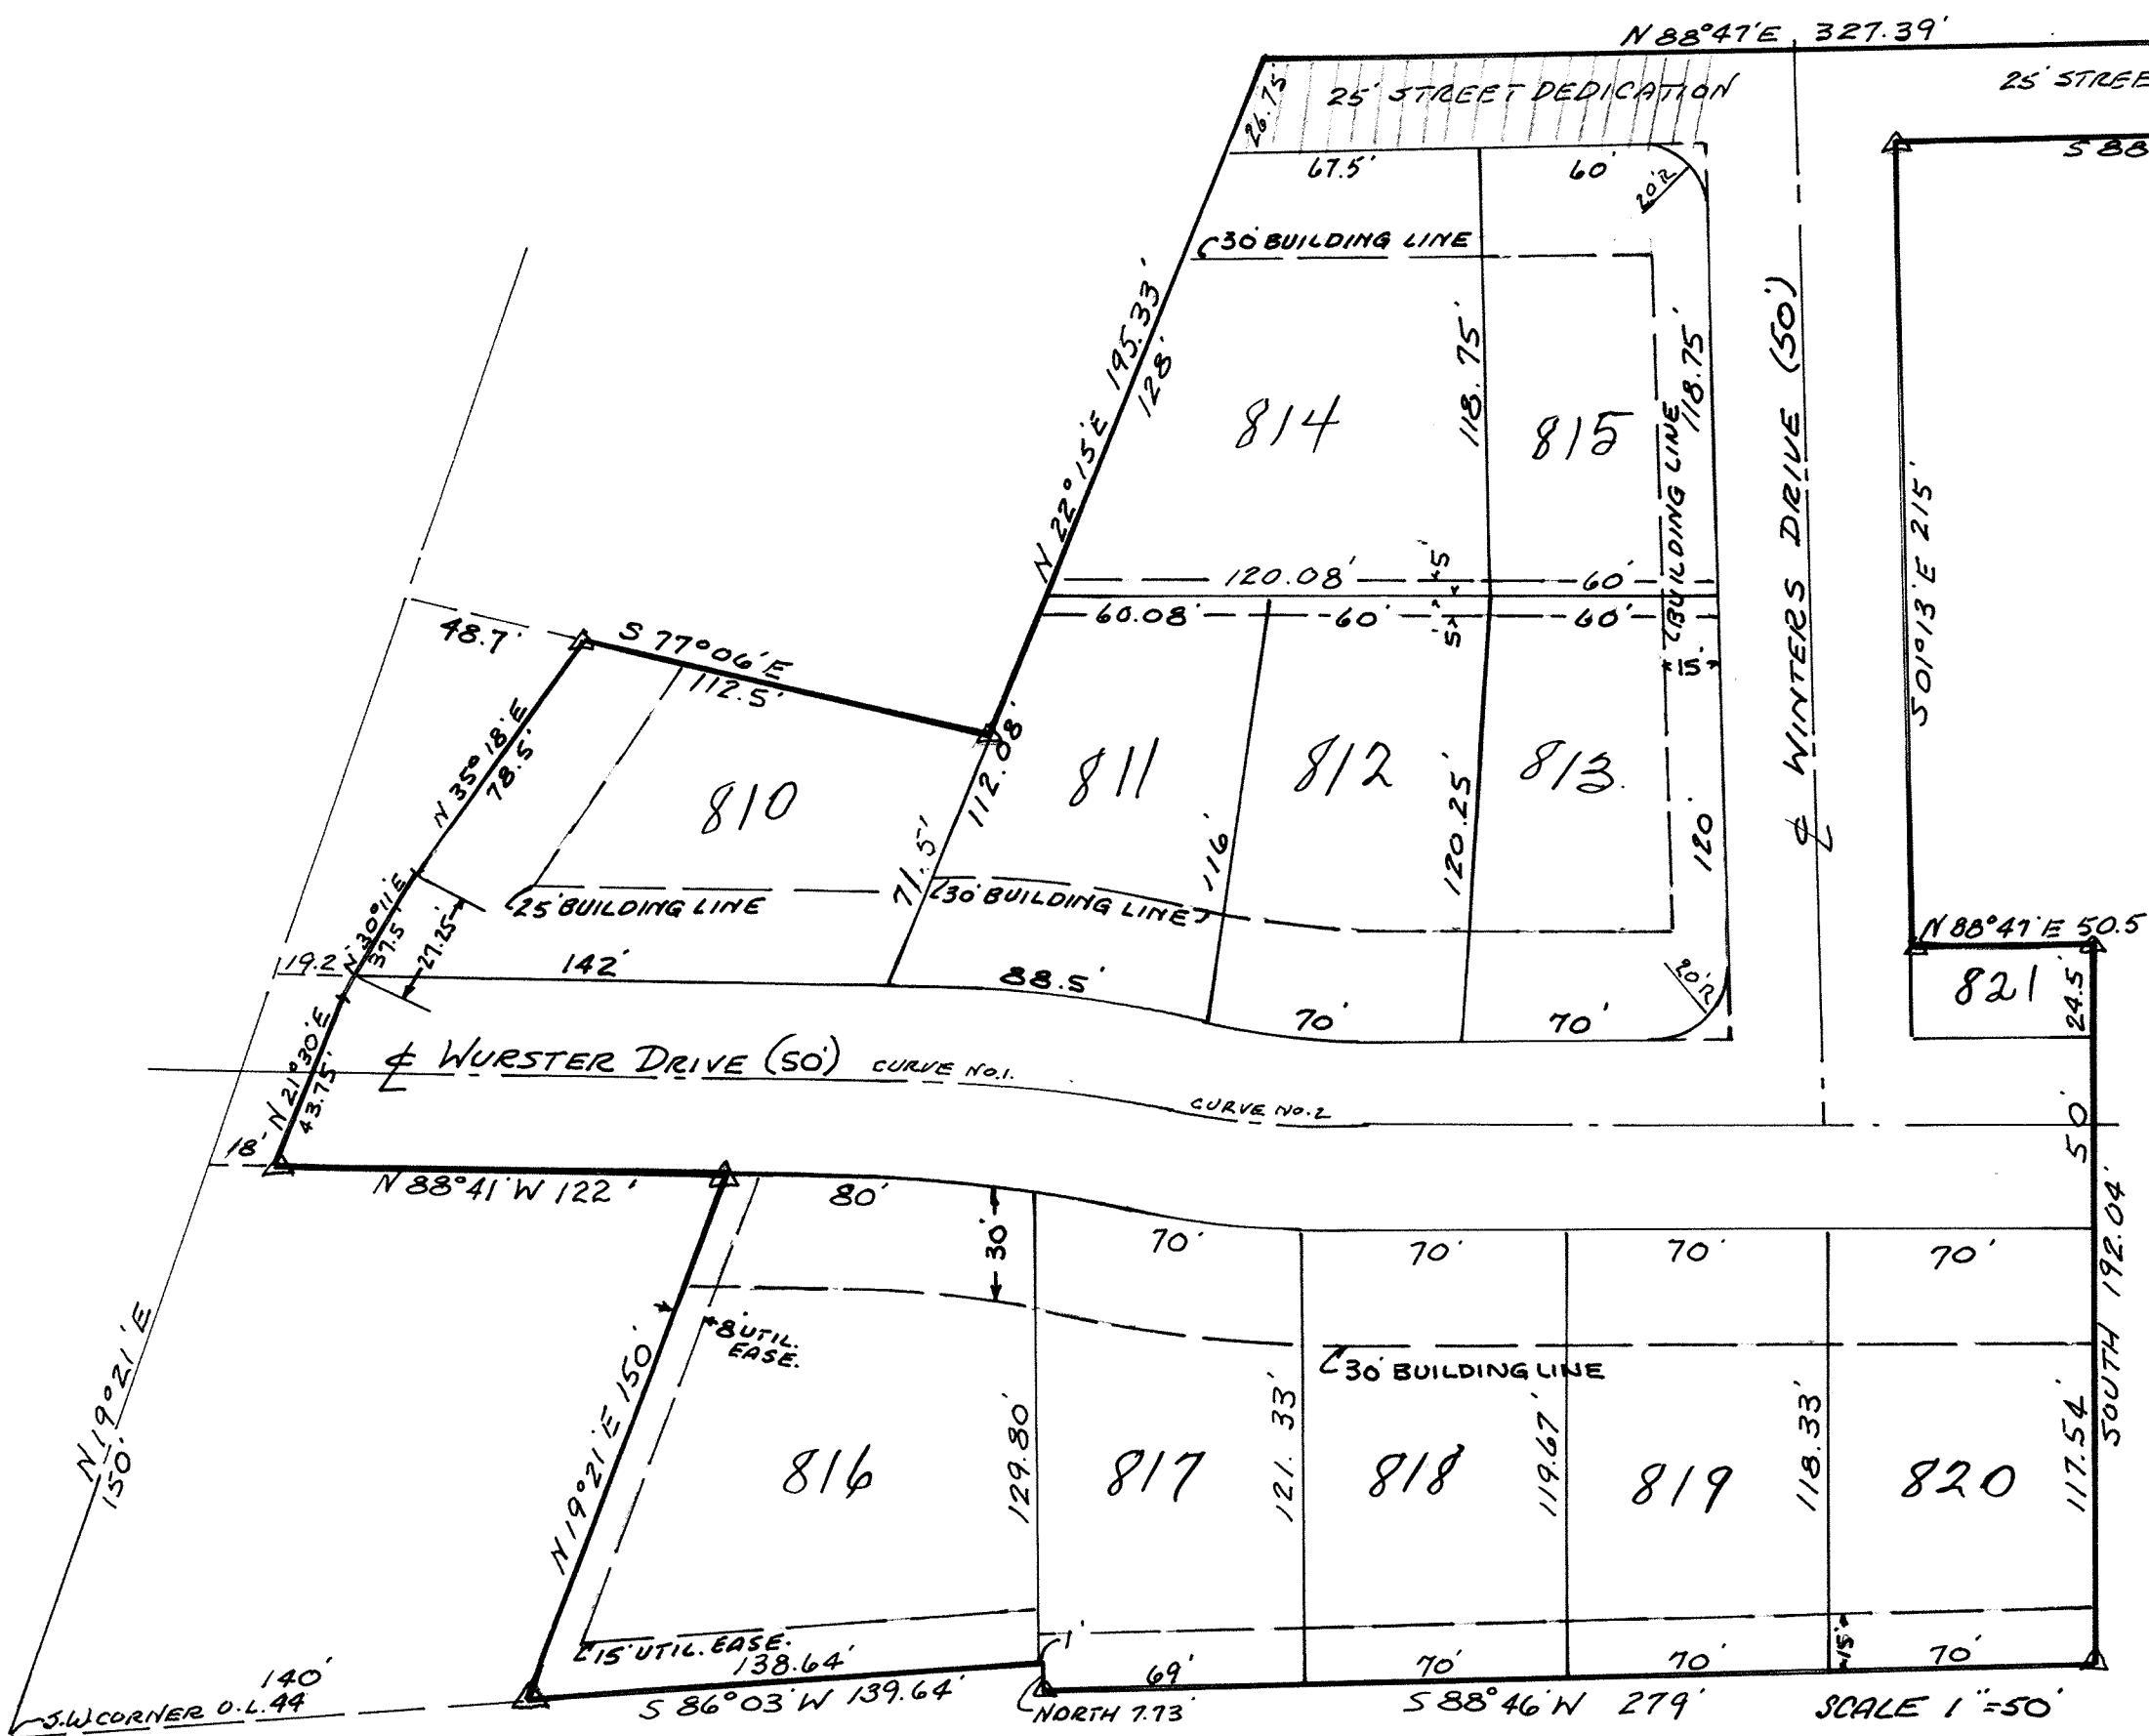 N 88°47'E 327.39'
25' STREET DEDICATION
25' STREE
26.75'
67.5'
60'
20'R
S 88
30' BUILDING LINE
N 22°15'E 195.33'
128'
118.75'
118.75'
814
815
BUILDING LINE
WINTERS DRIVE (50')
S 01°13'E 215'
120.08'
5'
60'
60.08'
60'
5'
60'
15'
48.7'
S 77°06'E
112.5'
N 35°18'E
78.5'
810
811
812
813
112.08'
71.5'
116'
120.25'
120'
25' BUILDING LINE
30' BUILDING LINE
N 30°11'E
37.5'
27.25'
19.2'
142'
88.5'
70'
70'
20'R
N 88°47'E 50.5
821
24.5'
N 21°30'E
43.75'
℄ WURSTER DRIVE (50')
CURVE NO.1.
CURVE NO.2
50'
18'
N 88°41'W 122'
80'
30'
70'
70'
70'
70'
SOUTH 192.04'
8' UTIL.
EASE.
30' BUILDING LINE
N 19°21'E
150'
N 19°21'E 150'
816
129.80'
817
121.33'
818
119.67'
819
118.33'
820
117.54'
15' UTIL. EASE.
138.64'
1'
69'
70'
70'
15'
70'
140'
S.W. CORNER O.L. 44
S 86°03'W 139.64'
NORTH 7.73'
S 88°46'W 279'
SCALE 1"=50'